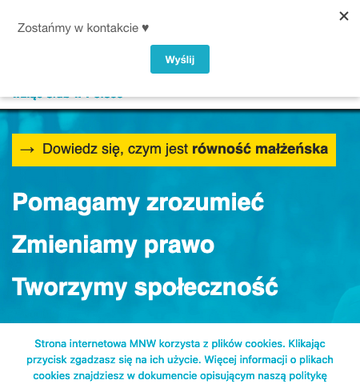 Zostańmy w kontakcie ♥
Wyślij
→ Dowiedz się, czym jest równość małżeńska
Pomagamy zrozumieć
Zmieniamy prawo
Tworzymy społeczność
Strona internetowa MNW korzysta z plików cookies. Klikając
przycisk zgadzasz się na ich użycie. Więcej informacji o plikach
cookies znajdziesz w dokumencie opisującym naszą politykę